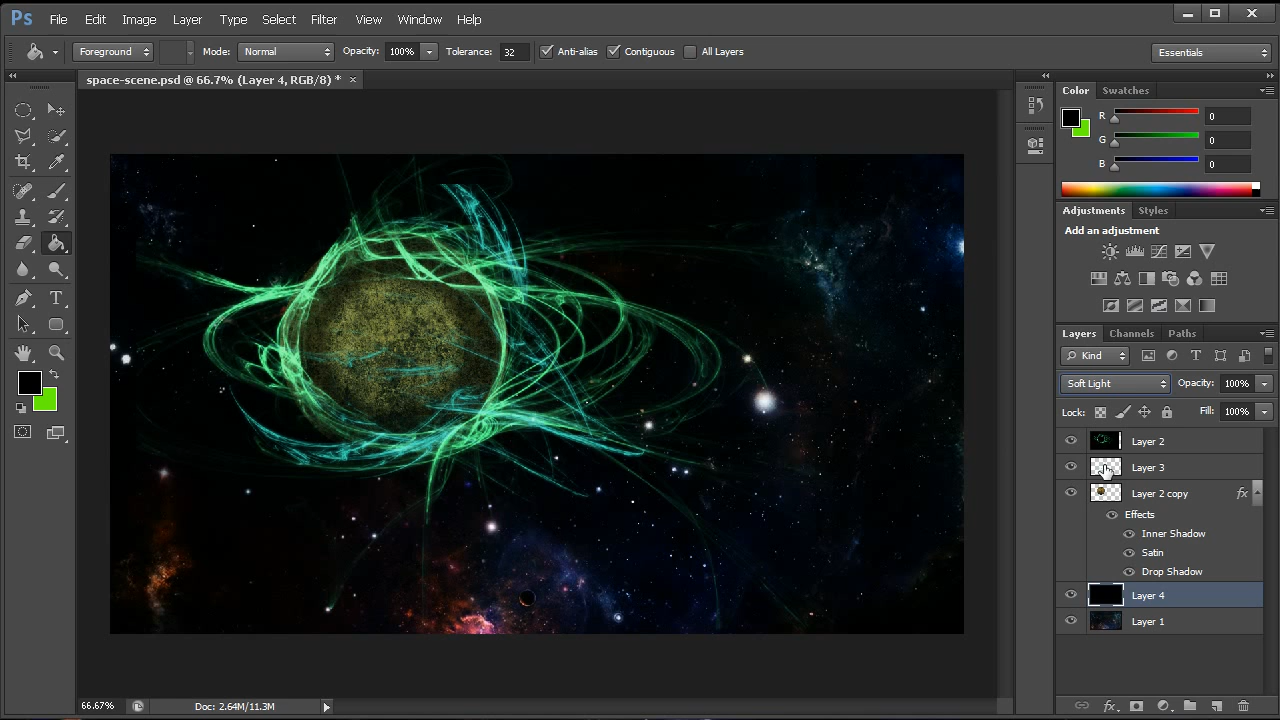 Ps File Edit Image Layer Type Select Filter View Window Help
Foreground Mode: Normal Opacity: 100% Tolerance: 32 Anti-alias Contiguous All Layers Essentials
space-scene.psd @ 66.7% (Layer 4, RGB/8) * ×
Color Swatches
R 0
G 0
B 0
Adjustments Styles
Add an adjustment
Layers Channels Paths
Kind
Soft Light Opacity: 100%
Lock: Fill: 100%
Layer 2
Layer 3
Layer 2 copy fx
Effects
Inner Shadow
Satin
Drop Shadow
Layer 4
Layer 1
66.67% Doc: 2.64M/11.3M
fx